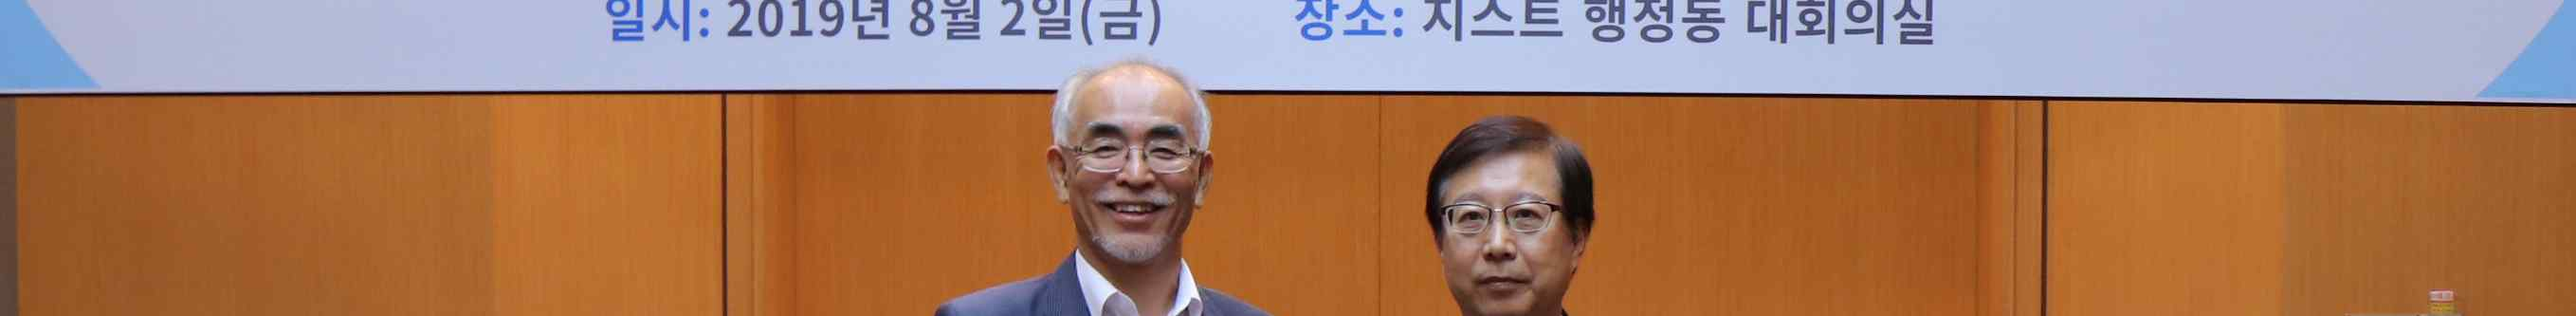 일시: 2019년 8월 2일(금) 장소: 지스트 행정동 대회의실